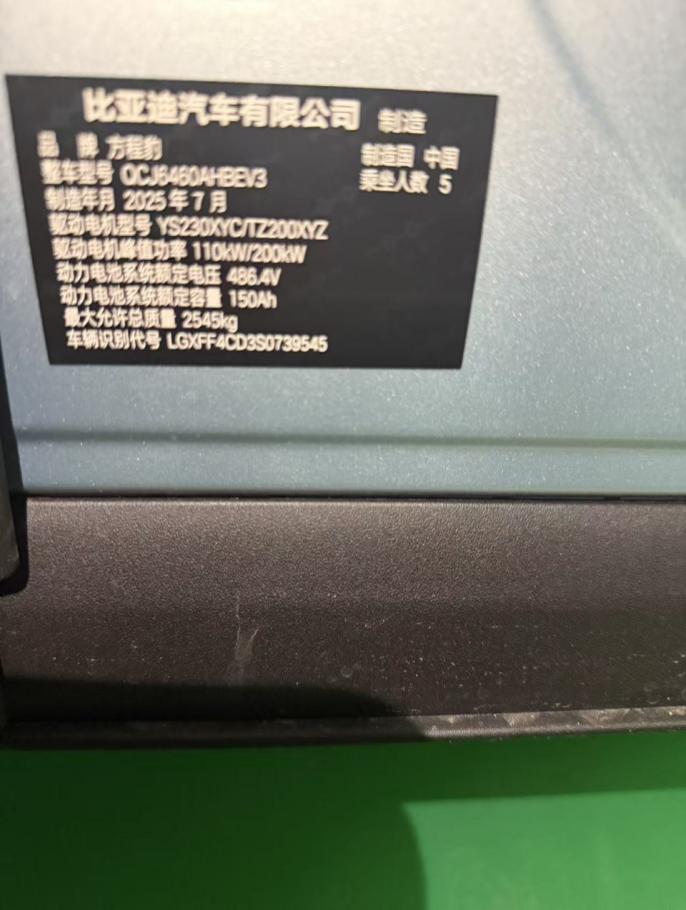 比亚迪汽车有限公司 制造
品 牌 方程豹
制造国 中国
整车型号 QCJ6460AHBEV3
乘坐人数 5
制造年月 2025年7月
驱动电机型号 YS230XYC/TZ200XYZ
驱动电机峰值功率 110kW/200kW
动力电池系统额定电压 486.4V
动力电池系统额定容量 150Ah
最大允许总质量 2545kg
车辆识别代号 LGXFF4CD3S0739545